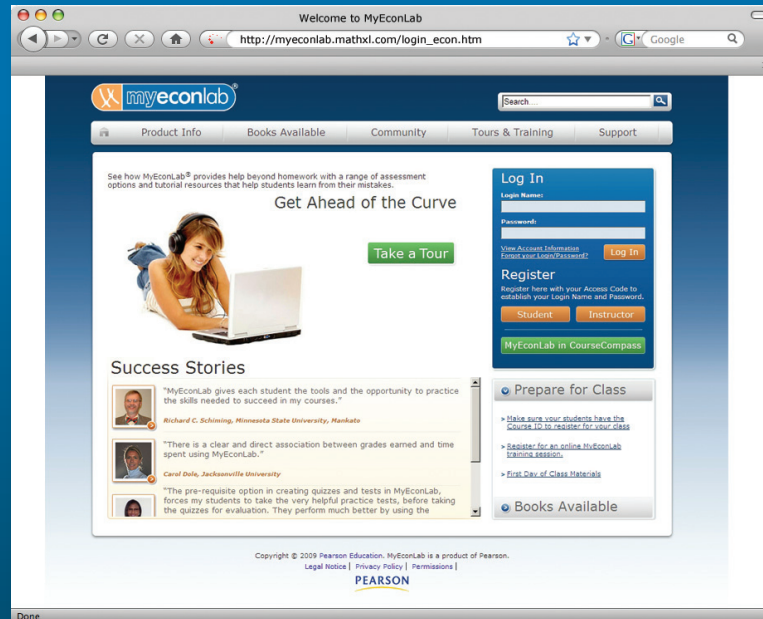 Welcome to MyEconLab
http://myeconlab.mathxl.com/login_econ.htm
G
Google
myeconlab®
Search...
Product Info
Books Available
Community
Tours & Training
Support
See how MyEconLab® provides help beyond homework with a range of assessment
options and tutorial resources that help students learn from their mistakes.
Get Ahead of the Curve
Take a Tour
Log In
Login Name:
Password:
View Account Information
Forgot your Login/Password?
Log In
Register
Register here with your Access Code to
establish your Login Name and Password.
Student
Instructor
MyEconLab in CourseCompass
Success Stories
"MyEconLab gives each student the tools and the opportunity to practice
the skills needed to succeed in my courses."
Richard C. Schiming, Minnesota State University, Mankato
"There is a clear and direct association between grades earned and time
spent using MyEconLab."
Carol Dole, Jacksonville University
"The pre-requisite option in creating quizzes and tests in MyEconLab,
forces my students to take the very helpful practice tests, before taking
the quizzes for evaluation. They perform much better by using the
Prepare for Class
> Make sure your students have the
Course ID to register for your class
> Register for an online MyEconLab
training session.
> First Day of Class Materials
Books Available
Copyright © 2009 Pearson Education. MyEconLab is a product of Pearson.
Legal Notice | Privacy Policy | Permissions |
PEARSON
Done